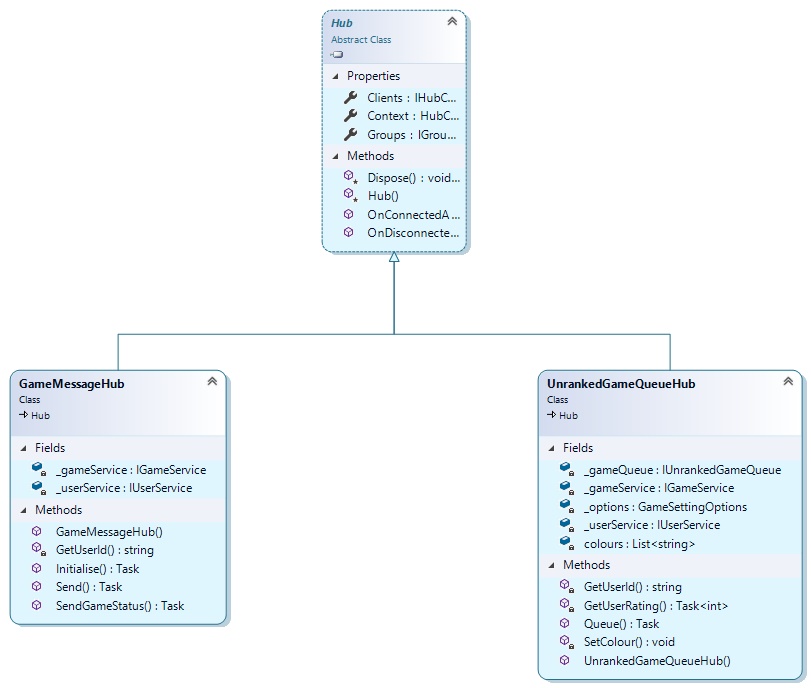 Hub
Abstract Class
Properties
Clients : IHubC...
Context : HubC...
Groups : IGrou...
Methods
Dispose() : void...
Hub()
OnConnectedA...
OnDisconnecte...
GameMessageHub
Class
Hub
Fields
_gameService : IGameService
_userService : IUserService
Methods
GameMessageHub()
GetUserId() : string
Initialise() : Task
Send() : Task
SendGameStatus() : Task
UnrankedGameQueueHub
Class
Hub
Fields
_gameQueue : IUnrankedGameQueue
_gameService : IGameService
_options : GameSettingOptions
_userService : IUserService
colours : List<string>
Methods
GetUserId() : string
GetUserRating() : Task<int>
Queue() : Task
SetColour() : void
UnrankedGameQueueHub()